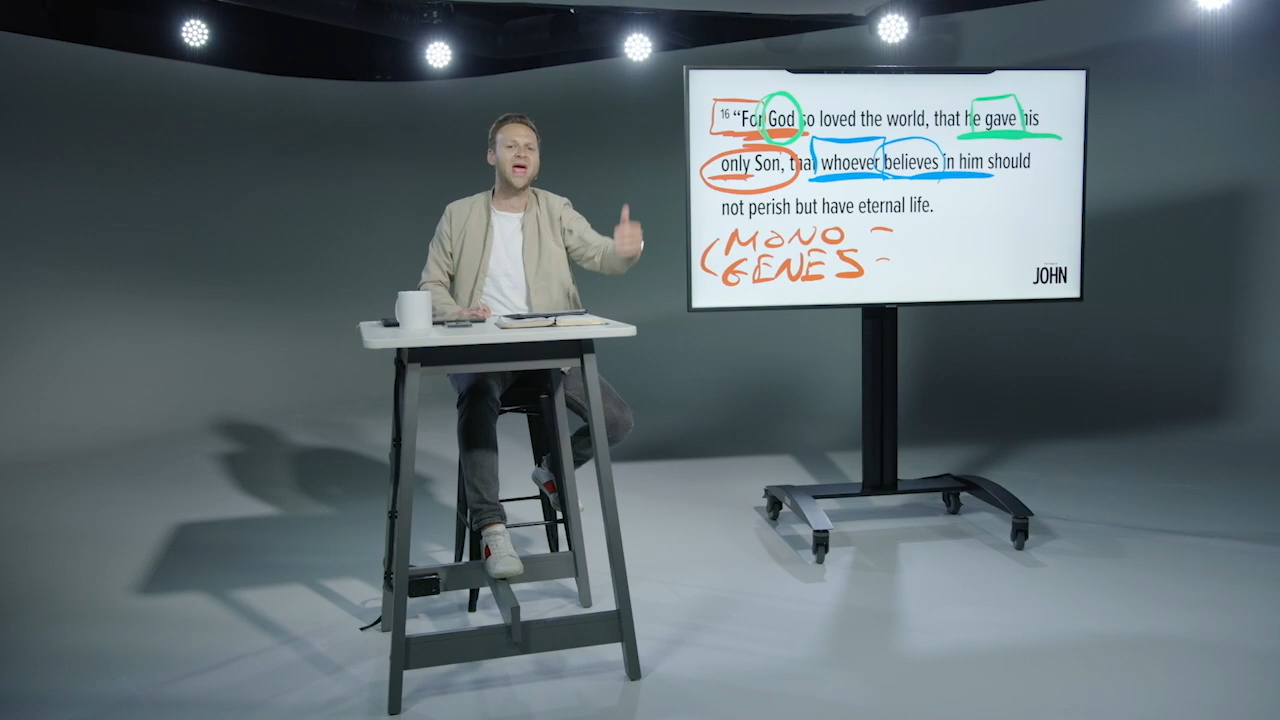 16 “For God so loved the world, that he gave his
only Son, that whoever believes in him should
not perish but have eternal life.
(MONO -
GENES -
JOHN